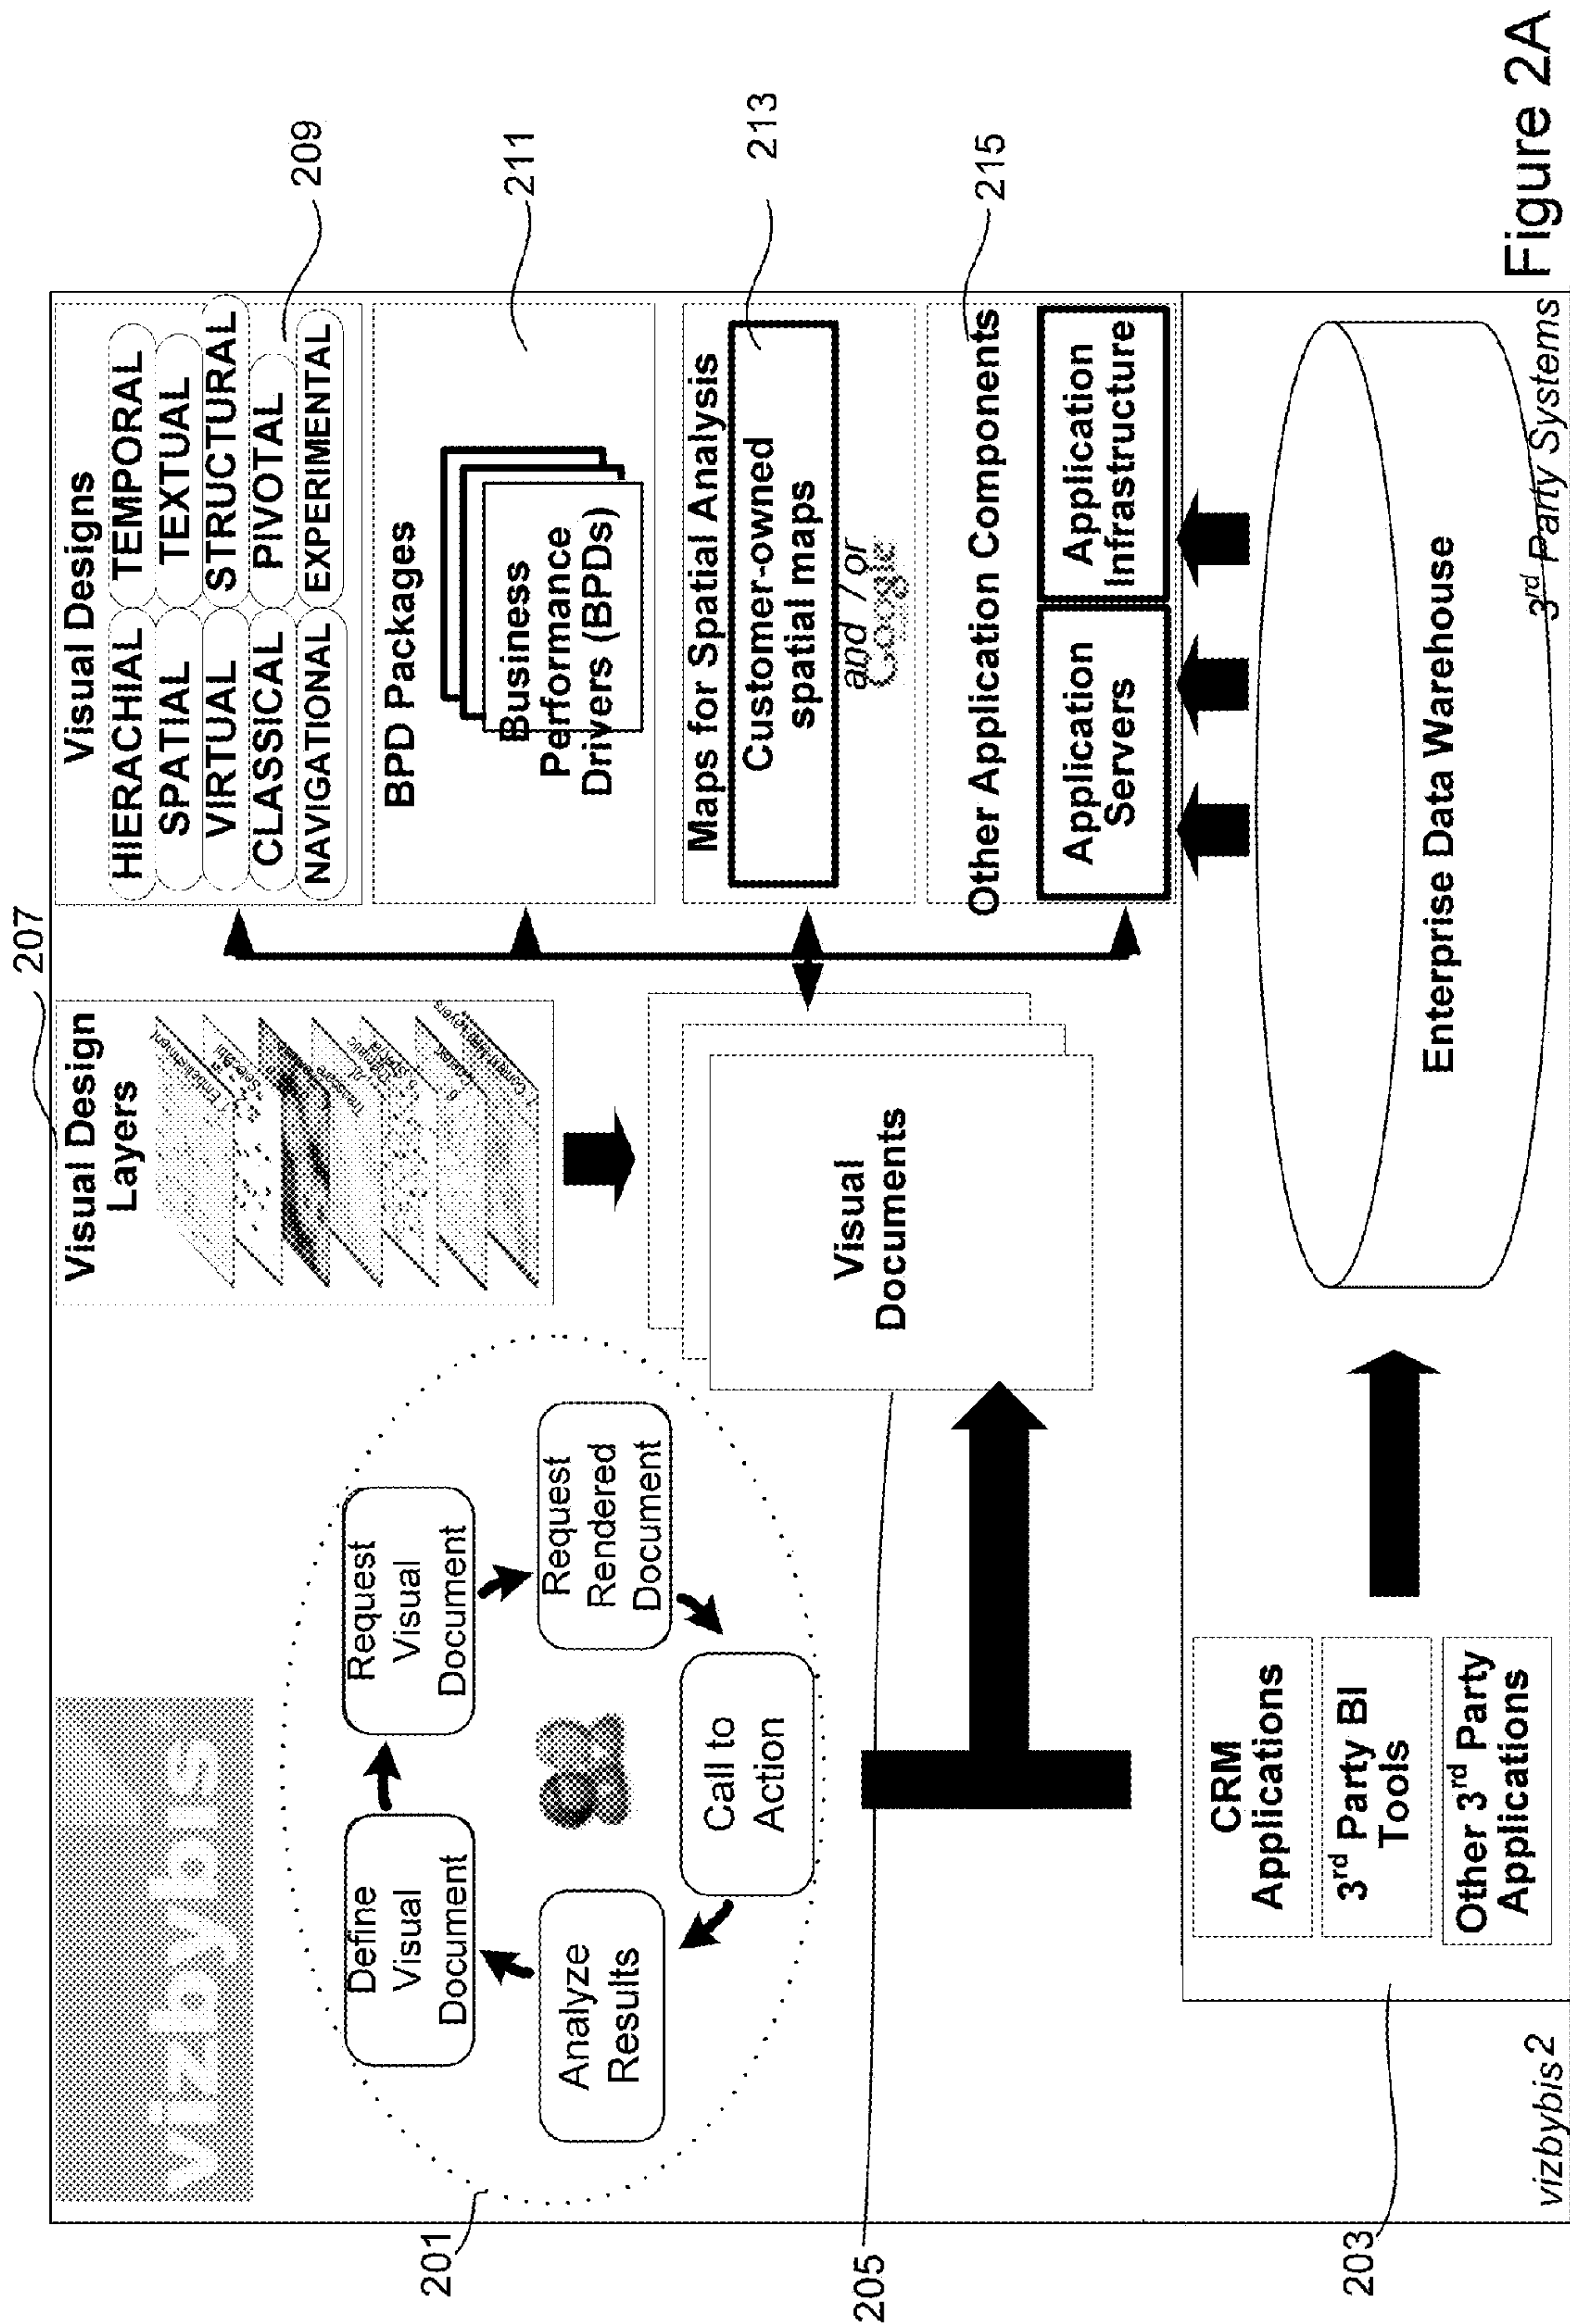 207
vizbybis
Visual Design
Layers
1 Embellishment
Visual Designs
HIERACHIAL TEMPORAL
SPATIAL TEXTUAL
VIRTUAL STRUCTURAL
CLASSICAL PIVOTAL
NAVIGATIONAL EXPERIMENTAL
209
201
Define
Visual
Document
Request
Visual
Document
Request
Rendered
Document
Call to
Action
Analyze
Results
BPD Packages
Business
Performance
Drivers (BPDs)
211
Visual
Documents
205
Maps for Spatial Analysis
Customer-owned
spatial maps
and / or
Google
213
Other Application Components
Application
Servers
Application
Infrastructure
215
203
CRM
Applications
3rd Party BI
Tools
Other 3rd Party
Applications
Enterprise Data Warehouse
vizbybis2
3rd Party Systems
Figure 2A